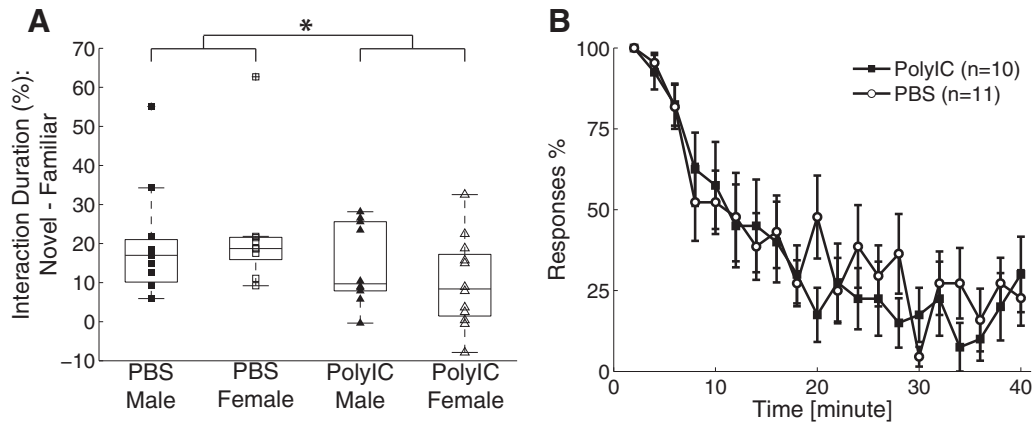 A
*
Interaction Duration (%):
Novel - Familiar
70
60
50
40
30
20
10
0
−10
PBS
Male
PBS
Female
PolyIC
Male
PolyIC
Female
B
Responses %
100
75
50
25
0
PolyIC (n=10)
PBS (n=11)
0 10 20 30 40
Time [minute]